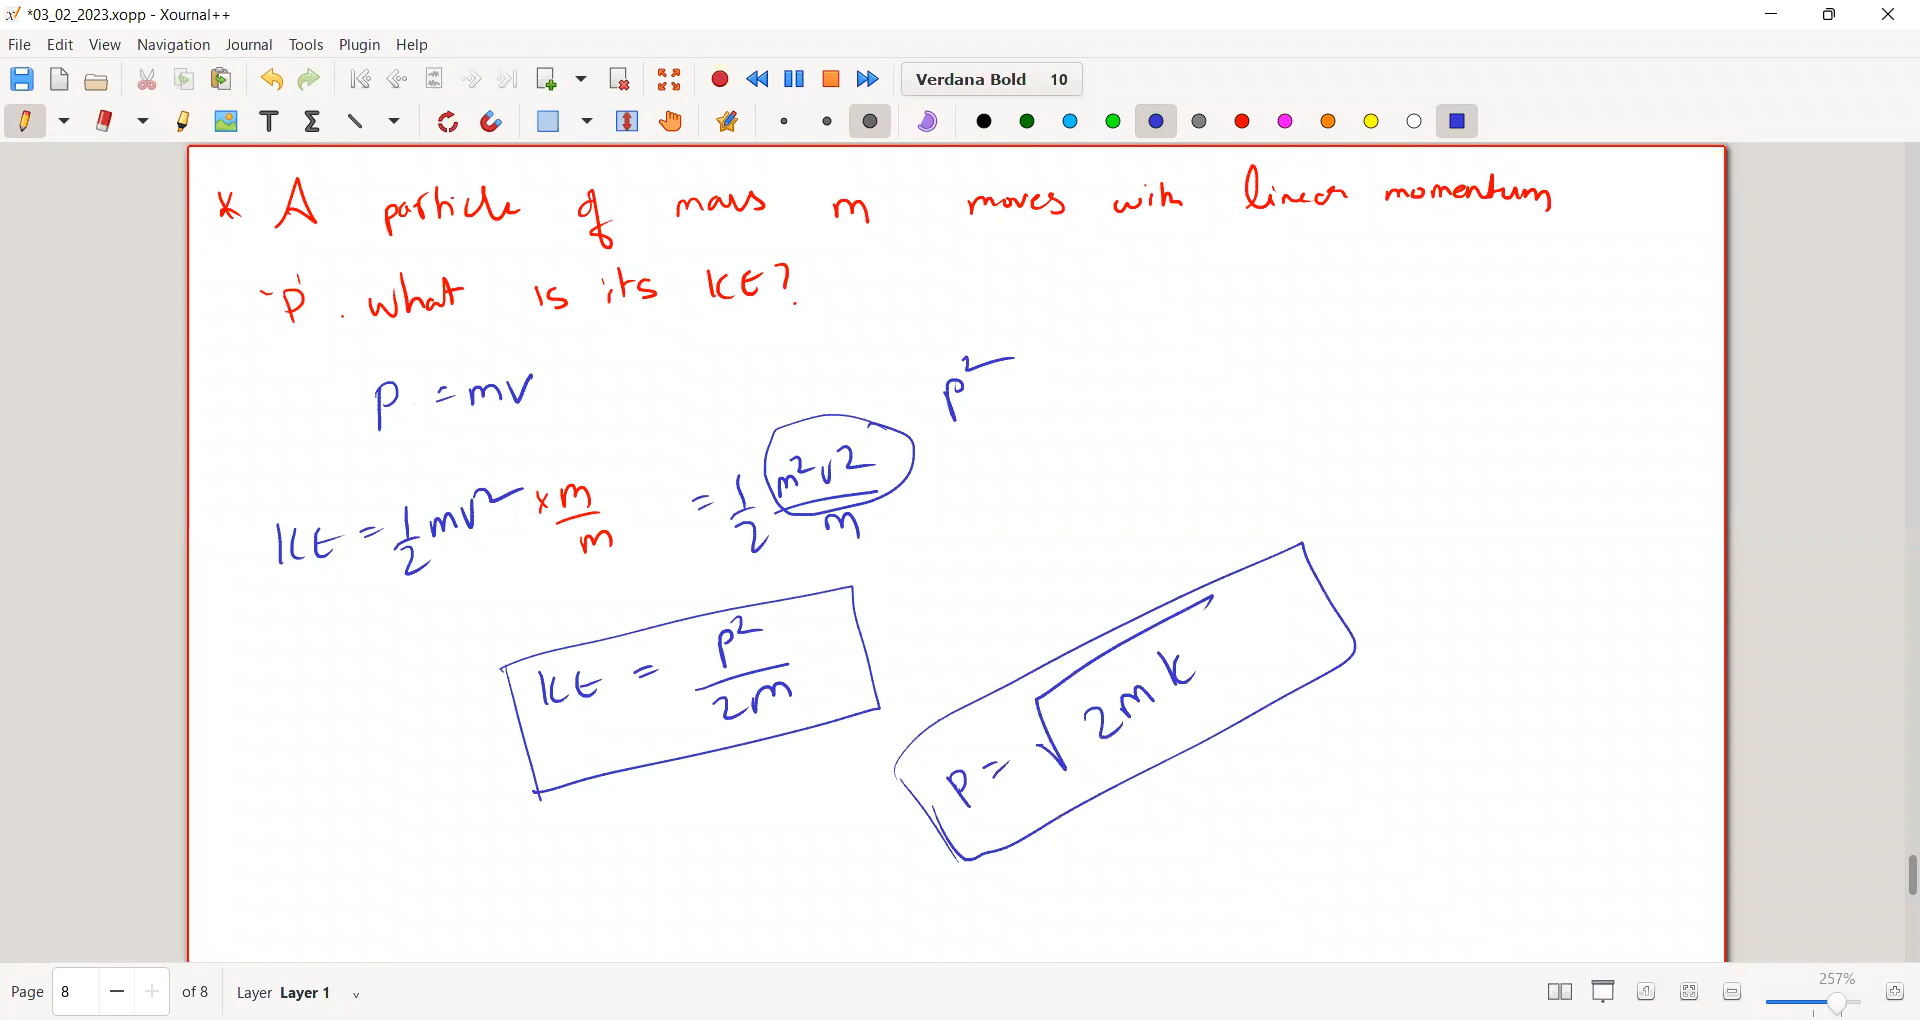 *03_02_2023.xopp - Xournal++
File Edit View Navigation Journal Tools Plugin Help
Verdana Bold 10
* A particle of mass m moves with linear momentum
'p'. what is its KE?
P = mv
p²
KE = 1/2 mv² × m/m = 1/2 m²v²/m
KE = p²/2m
p = √2mk
Page 8 of 8 Layer Layer 1 257%